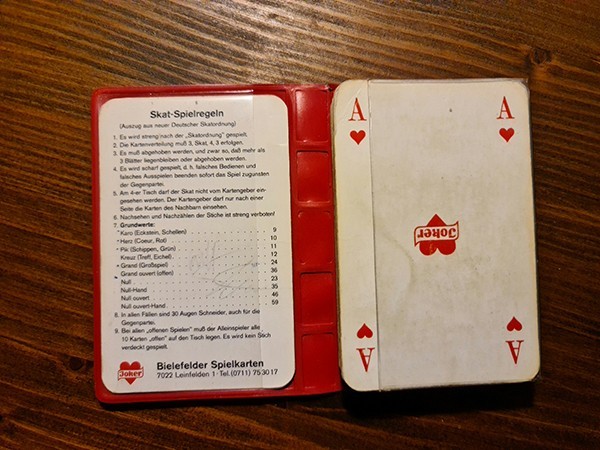 Skat-Spielregeln
(Auszug aus neuer Deutscher Skatordnung)
1. Es wird streng nach der „Skatordnung" gespielt.
2. Die Kartenverteilung muß 3, Skat, 4, 3 erfolgen.
3. Es muß abgehoben werden, und zwar so, daß mehr als
3 Blätter liegenbleiben oder abgehoben werden.
4. Es wird scharf gespielt, d. h. falsches Bedienen und
falsches Ausspielen beenden sofort das Spiel zugunsten
der Gegenpartei.
5. Am 4-er Tisch darf der Skat nicht vom Kartengeber ein-
gesehen werden. Der Kartengeber darf nur nach einer
Seite die Karten des Nachbarn einsehen.
6. Nachsehen und Nachzählen der Stiche ist streng verboten!
7. Grundwerte:
Karo (Eckstein, Schellen) 9
Herz (Coeur, Rot) 10
Pik (Schippen, Grün) 11
Kreuz (Treff, Eichel) 12
Grand (Großspiel) 24
Grand ouvert (offen) 36
Null 23
Null-Hand 35
Null ouvert 46
Null ouvert-Hand 59
8. In allen Fällen sind 30 Augen Schneider, auch für die
Gegenpartei.
9. Bei allen „offenen Spielen" muß der Alleinspieler alle
10 Karten „offen" auf den Tisch legen. Es wird kein Stich
verdeckt gespielt.
Joker
Bielefelder Spielkarten
7022 Leinfelden 1 · Tel. (0711) 753017
A A
Joker
A A